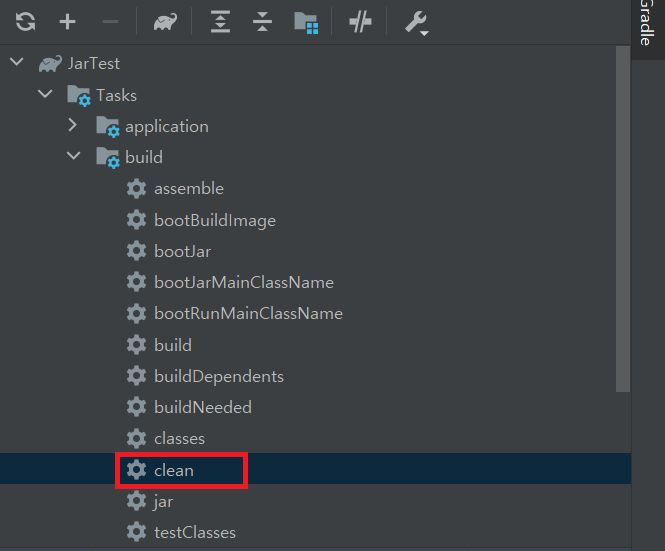 Gradle
JarTest
Tasks
application
build
assemble
bootBuildImage
bootJar
bootJarMainClassName
bootRunMainClassName
build
buildDependents
buildNeeded
classes
clean
jar
testClasses